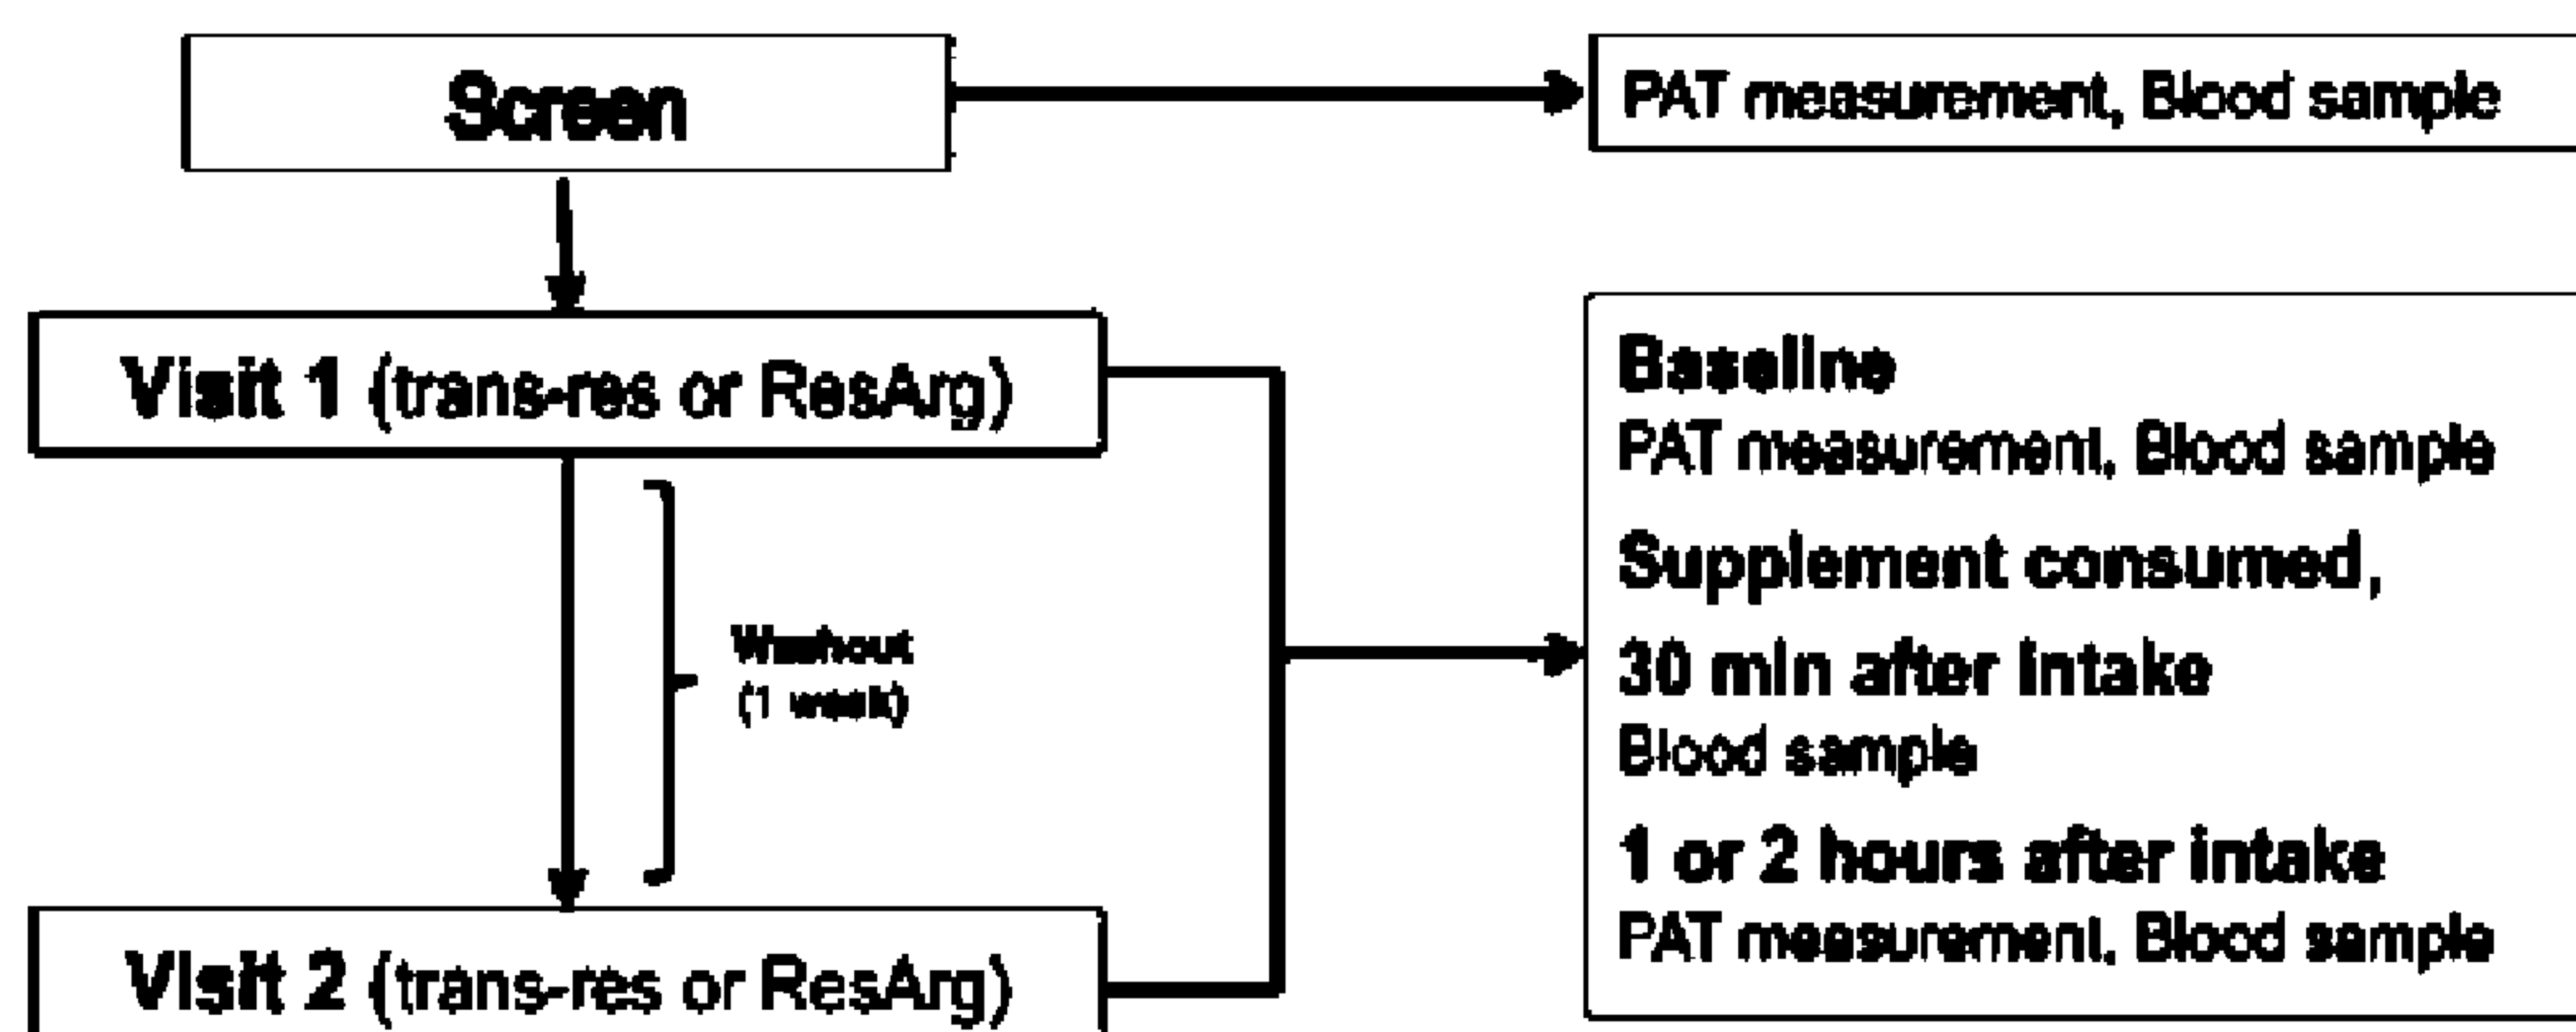 Screen
PAT measurement, Blood sample
Visit 1 (trans-res or ResArg)
Washout
(1 week)
Visit 2 (trans-res or ResArg)
Baseline
PAT measurement, Blood sample
Supplement consumed,
30 min after intake
Blood sample
1 or 2 hours after intake
PAT measurement, Blood sample